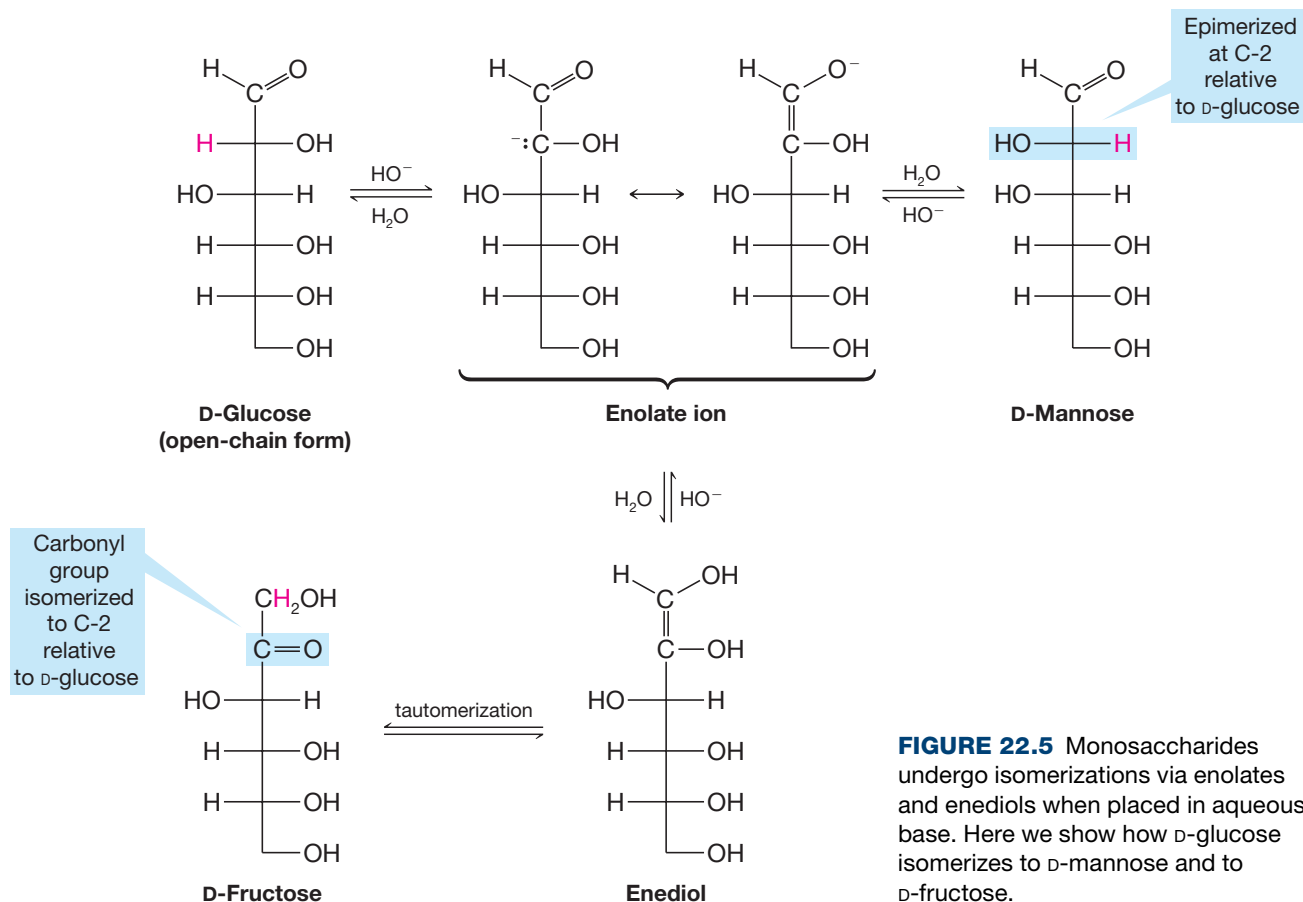 Epimerized
at C-2
relative
to D-glucose
H O
C
H OH
HO H
H OH
H OH
OH
HO⁻
H₂O
H O
C
⁻:C—OH
HO H
H OH
H OH
OH
H O⁻
C
C—OH
HO H
H OH
H OH
OH
H₂O
HO⁻
H O
C
HO H
HO H
H OH
H OH
OH
D-Glucose
(open-chain form)
Enolate ion
D-Mannose
H₂O HO⁻
Carbonyl
group
isomerized
to C-2
relative
to D-glucose
CH₂OH
C=O
HO H
H OH
H OH
OH
tautomerization
H OH
C
C—OH
HO H
H OH
H OH
OH
D-Fructose
Enediol
FIGURE 22.5 Monosaccharides
undergo isomerizations via enolates
and enediols when placed in aqueous
base. Here we show how D-glucose
isomerizes to D-mannose and to
D-fructose.